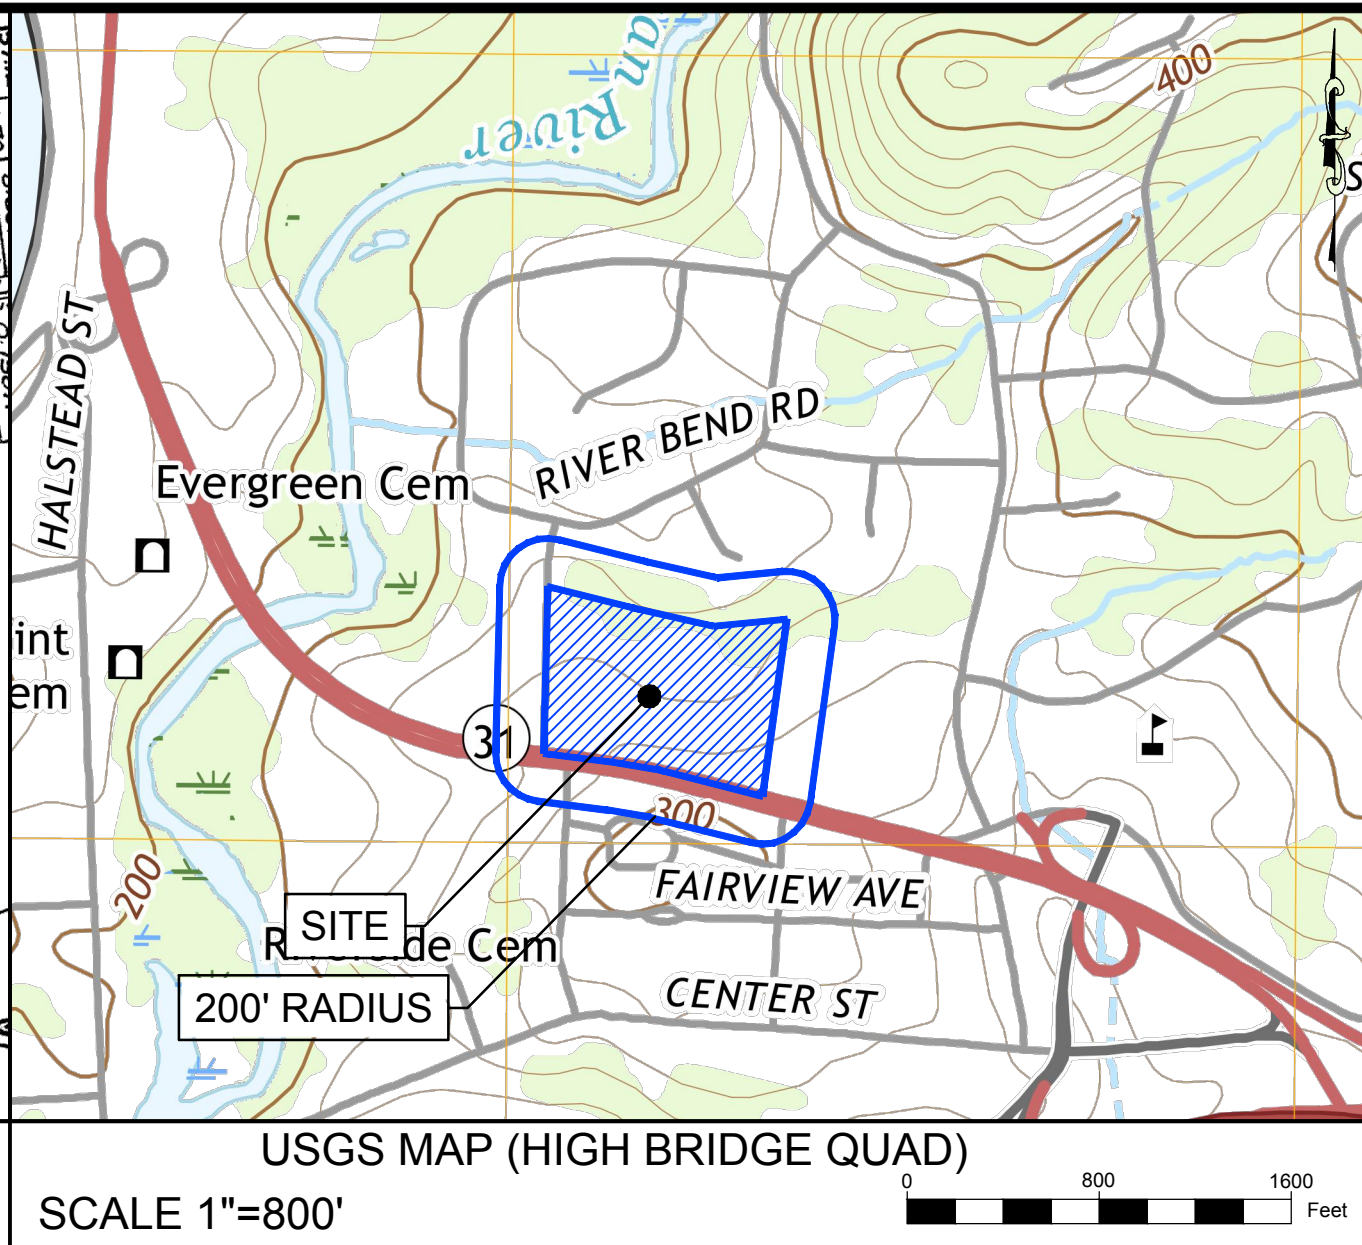 an River
400
S
HALSTEAD ST
RIVER BEND RD
Evergreen Cem
int
em
31
300
200
FAIRVIEW AVE
SITE
de Cem
200' RADIUS
CENTER ST
USGS MAP (HIGH BRIDGE QUAD)
SCALE 1"=800'
0 800 1600
Feet